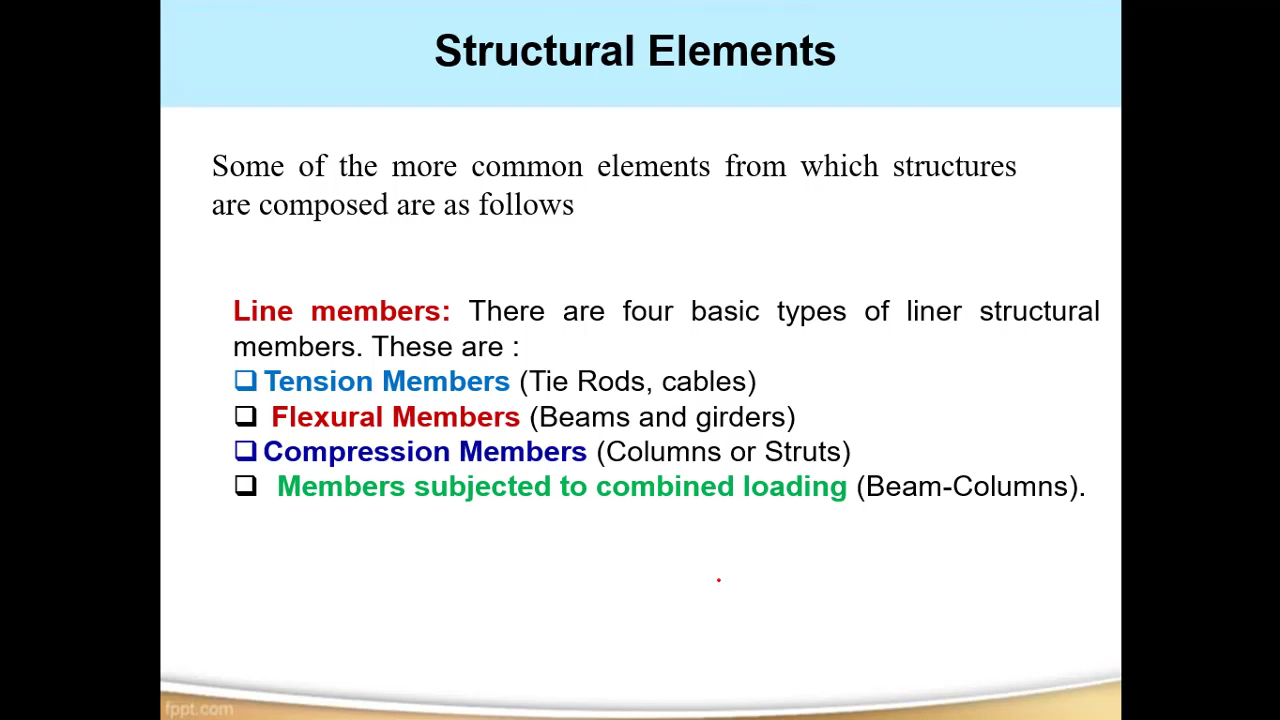 Structural Elements
Some of the more common elements from which structures
are composed are as follows
Line members: There are four basic types of liner structural
members. These are :
❑ Tension Members (Tie Rods, cables)
❑ Flexural Members (Beams and girders)
❑ Compression Members (Columns or Struts)
❑ Members subjected to combined loading (Beam-Columns).
fppt.com